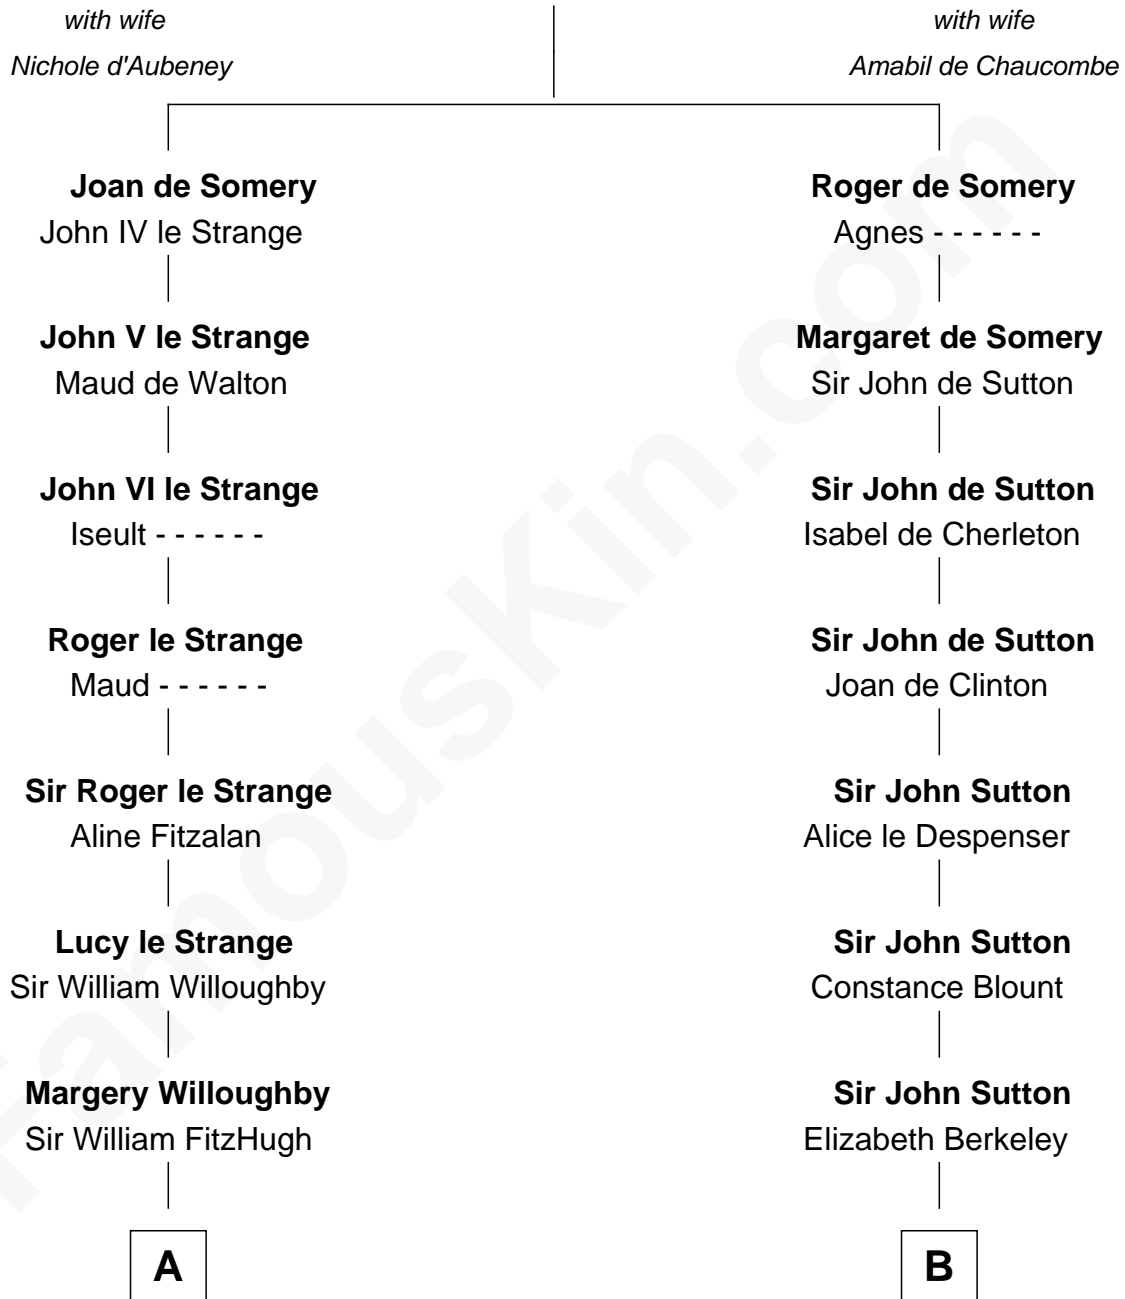 with wife
Nichole d'Aubeney
with wife
Amabil de Chaucombe
Joan de Somery
John IV le Strange
Roger de Somery
Agnes - - - - - -
John V le Strange
Maud de Walton
Margaret de Somery
Sir John de Sutton
John VI le Strange
Iseult - - - - - -
Sir John de Sutton
Isabel de Cherleton
Roger le Strange
Maud - - - - - -
Sir John de Sutton
Joan de Clinton
Sir Roger le Strange
Aline Fitzalan
Sir John Sutton
Alice le Despenser
Lucy le Strange
Sir William Willoughby
Sir John Sutton
Constance Blount
Margery Willoughby
Sir William FitzHugh
Sir John Sutton
Elizabeth Berkeley
A
B
FamousKin.com